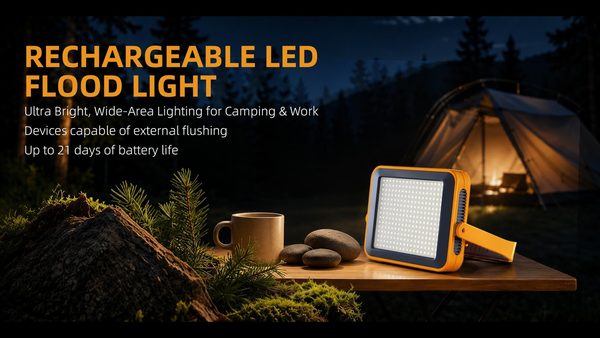 RECHARGEABLE LED
FLOOD LIGHT
Ultra Bright, Wide-Area Lighting for Camping & Work
Devices capable of external flushing
Up to 21 days of battery life